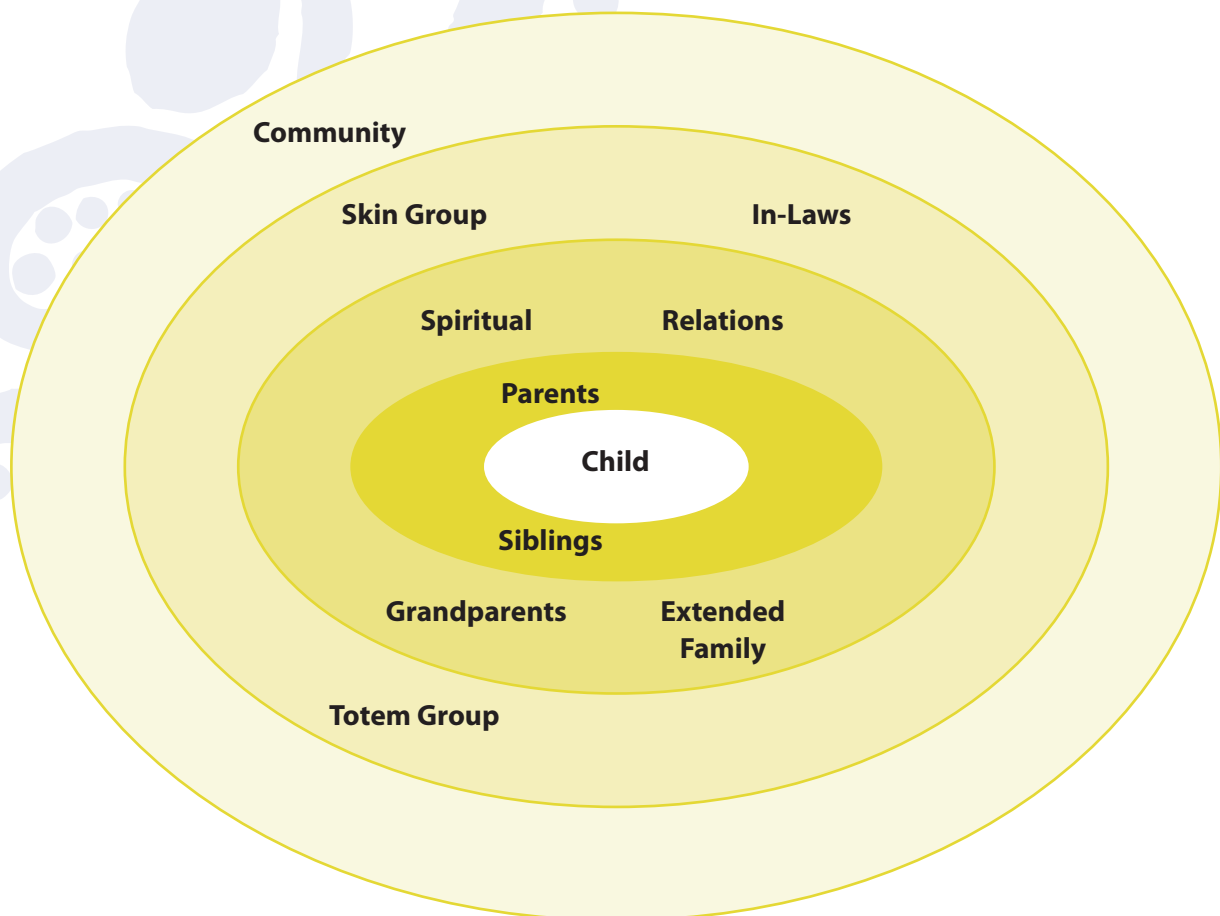 Community
Skin Group
In-Laws
Spiritual
Relations
Parents
Child
Siblings
Grandparents
Extended
Family
Totem Group